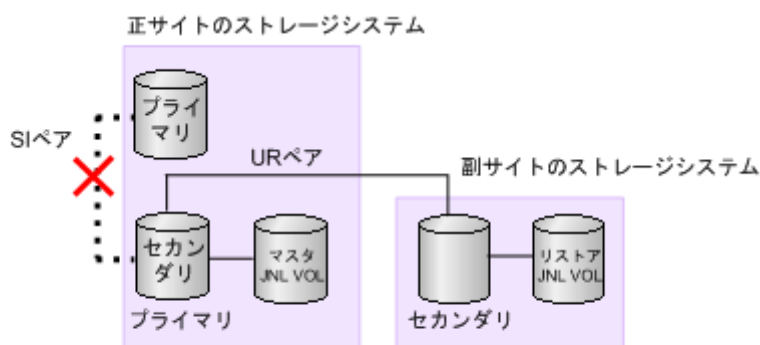 正サイトのストレージシステム
プライ
マリ
SIペア
URペア
副サイトのストレージシステム
セカン
ダリ
マスタ
JNL VOL
リストア
JNL VOL
プライマリ
セカンダリ